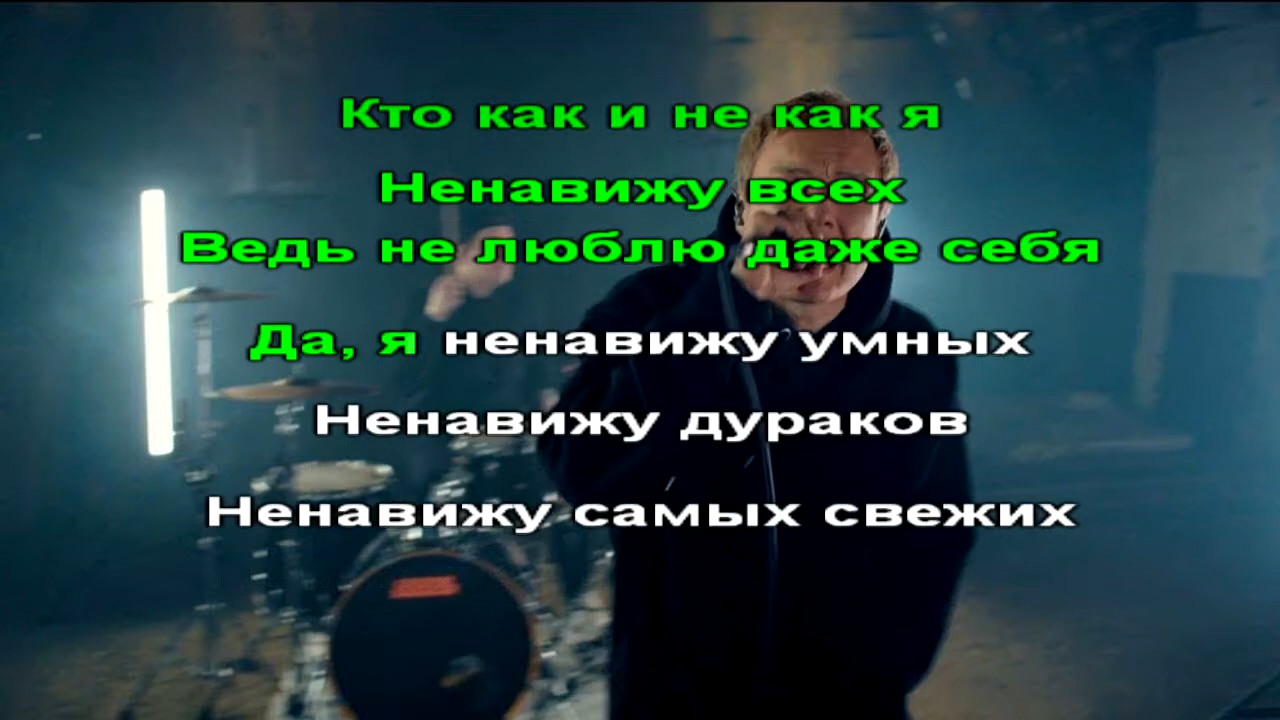 Кто как и не как я
Ненавижу всех
Ведь не люблю даже себя
Да, я ненавижу умных
Ненавижу дураков
Ненавижу самых свежих